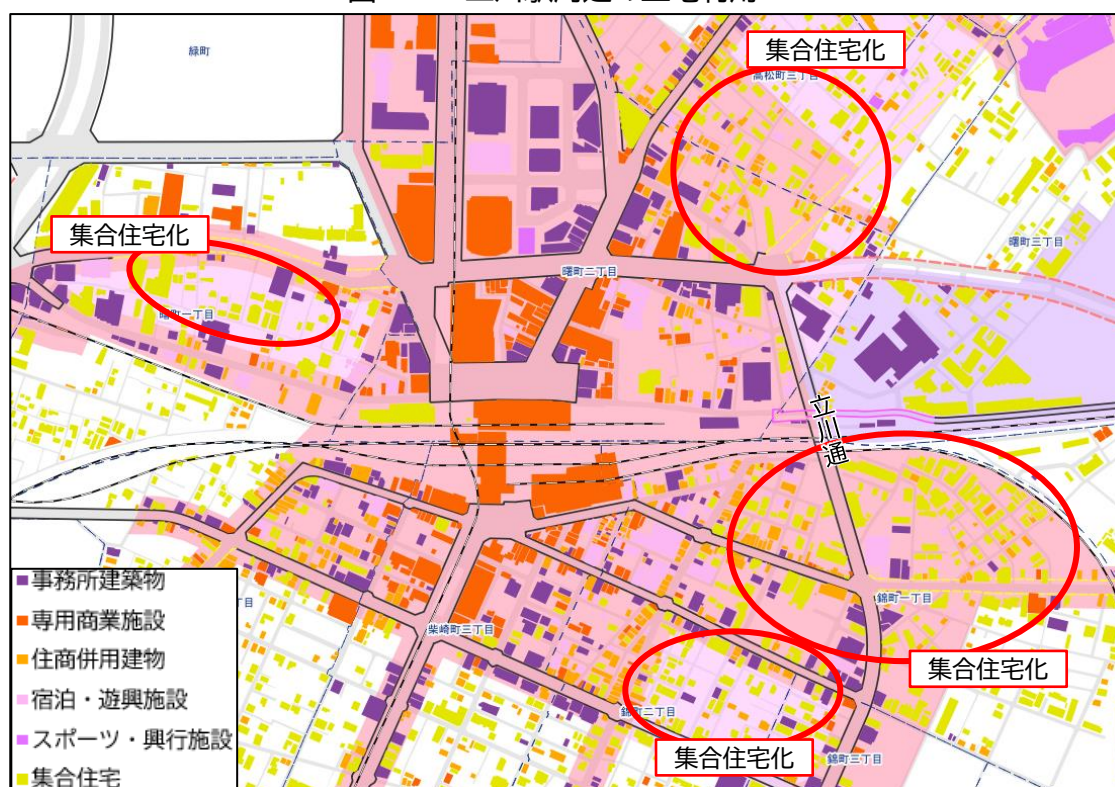 緑町
集合住宅化
高松町三丁目
集合住宅化
曙町三丁目
曙町二丁目
曙町一丁目
立川通
錦町一丁目
柴崎町三丁目
集合住宅化
錦町二丁目
集合住宅化
錦町三丁目
事務所建築物
専用商業施設
住商併用建物
宿泊・遊興施設
スポーツ・興行施設
集合住宅